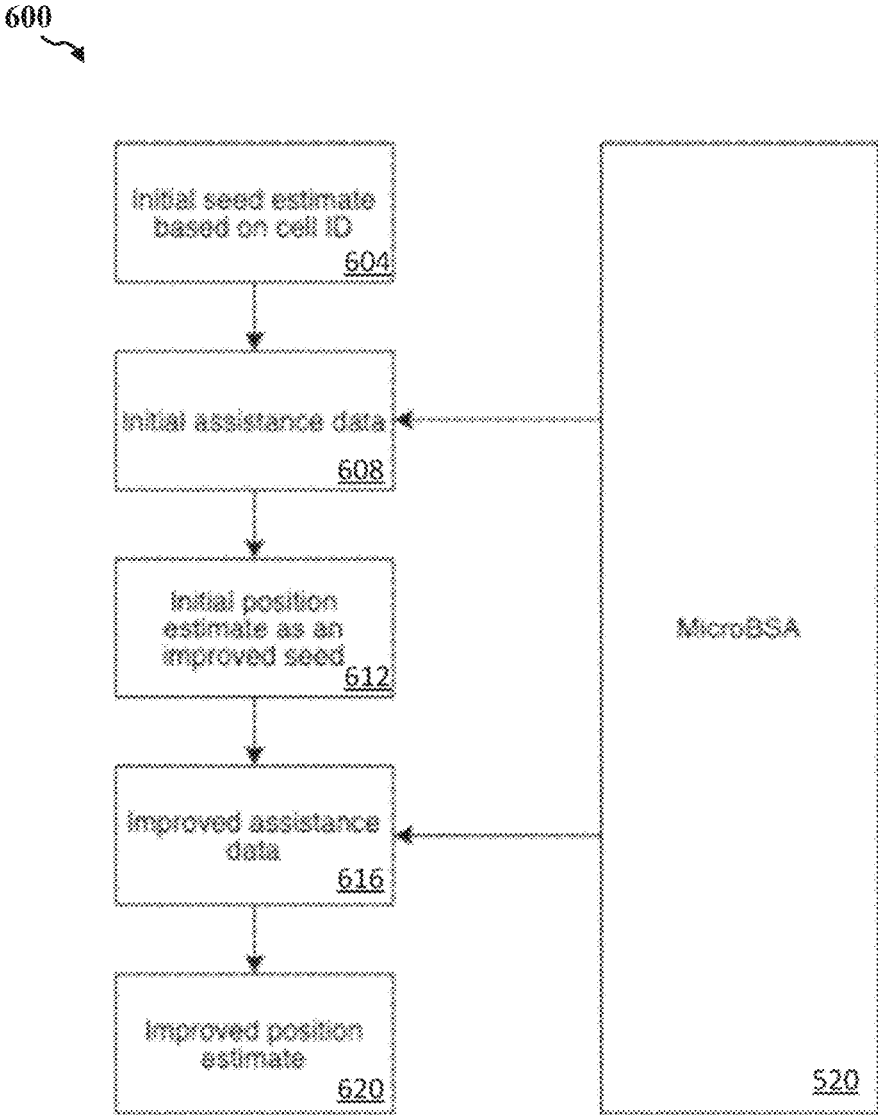 600
Initial seed estimate
based on cell ID
604
Initial assistance data
608
Initial position
estimate as an
improved seed
612
MicroBSA
Improved assistance
data
616
Improved position
estimate
620
520